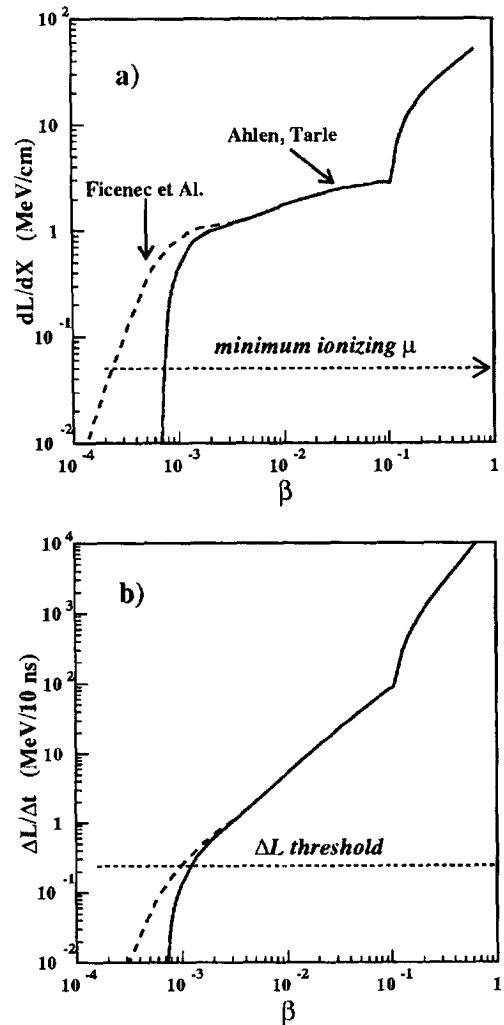 a)
dL/dX (MeV/cm)
10²
10
1
10⁻¹
10⁻²
Ahlen, Tarle
Ficenec et Al.
minimum ionizing μ
10⁻⁴ 10⁻³ 10⁻² 10⁻¹ 1
β
b)
ΔL/Δt (MeV/10 ns)
10⁴
10³
10²
10
1
10⁻¹
10⁻²
ΔL threshold
10⁻⁴ 10⁻³ 10⁻² 10⁻¹ 1
β